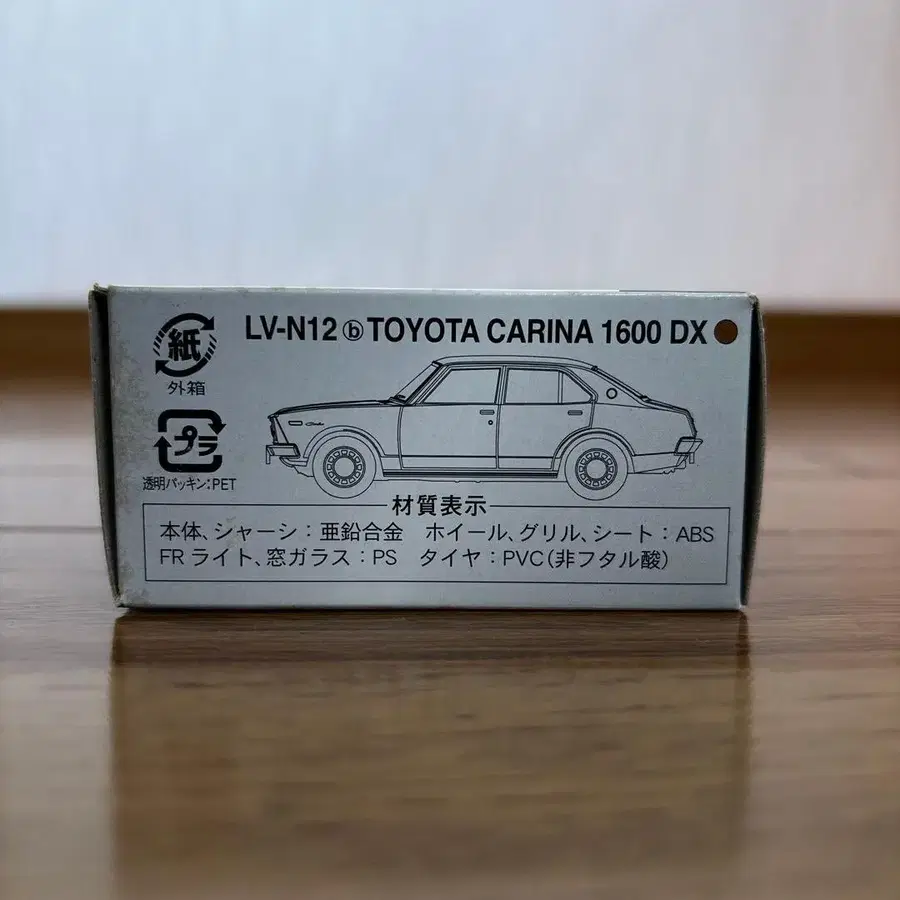 LV-N12 ⓑ TOYOTA CARINA 1600 DX
紙
外箱
プラ
透明パッキン：PET
材質表示
本体、シャーシ：亜鉛合金 ホイール、グリル、シート：ABS
FRライト、窓ガラス：PS タイヤ：PVC（非フタル酸）